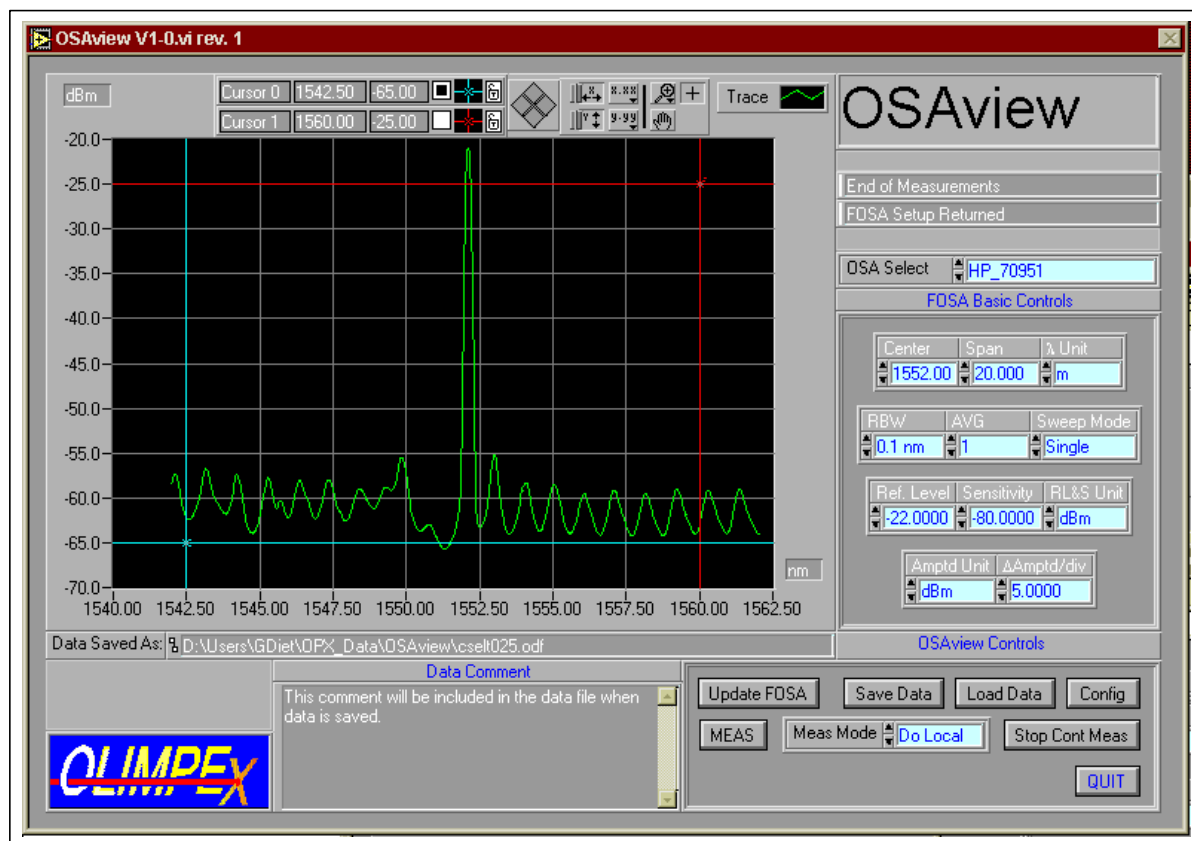 OSAview V1-0.vi rev. 1
dBm
Cursor 0 1542.50 -65.00
Cursor 1 1560.00 -25.00
X.XX
Y.YY
Trace
OSAview
-20.0
-25.0
-30.0
-35.0
-40.0
-45.0
-50.0
-55.0
-60.0
-65.0
-70.0
nm
1540.00 1542.50 1545.00 1547.50 1550.00 1552.50 1555.00 1557.50 1560.00 1562.50
End of Measurements
FOSA Setup Returned
OSA Select HP_70951
FOSA Basic Controls
Center Span λ Unit
1552.00 20.000 m
RBW AVG Sweep Mode
0.1 nm 1 Single
Ref. Level Sensitivity RL&S Unit
-22.0000 -80.0000 dBm
Amptd Unit ΔAmptd/div
dBm 5.0000
Data Saved As: D:\Users\GDiet\OPX_Data\OSAview\cselt025.odf
OSAview Controls
Data Comment
This comment will be included in the data file when
data is saved.
OLIMPEX
Update FOSA Save Data Load Data Config
MEAS Meas Mode Do Local Stop Cont Meas
QUIT